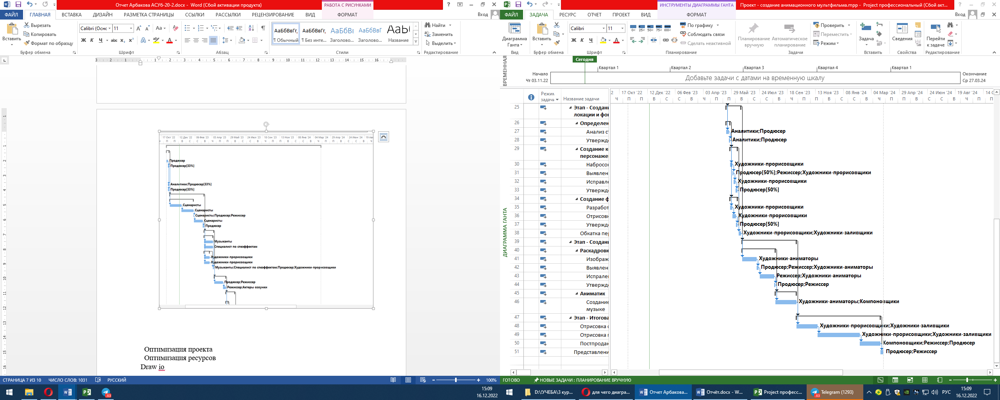 Отчет Арбакова АСУб-20-2.docx - Word (Сбой активации продукта)
РАБОТА С РИСУНКАМИ
ФАЙЛ ГЛАВНАЯ ВСТАВКА ДИЗАЙН РАЗМЕТКА СТРАНИЦЫ ССЫЛКИ РАССЫЛКИ РЕЦЕНЗИРОВАНИЕ ВИД ФОРМАТ Вход
Вставить
Вырезать
Копировать
Формат по образцу
Буфер обмена
Calibri (Оснс 11
Ж К Ч abc x₂ x²
Шрифт
Абзац
АаБбВвГг, АаБбВвГг, АаБбВı АаБбВвГ АаЫ
¶ Обычный ¶ Без инте... Заголово... Заголово... Название
Стили
Найти
Заменить
Выделить
Редактирование
3 2 1 1 2 3 4 5 6 7 8 9 10 11 12 13 14 15 16
17 Окт '22 12 Дек '22 06 Фев '23 03 Апр '23 29 Май '23 24 Июл '23 18 Сен '23 13 Ноя '23 08 Янв '24 04 Мар '24 29 Апр '24 24 Июн '24 19 Авг
Продюсер
Продюсер[33%]
Аналитики;Продюсер[33%]
Продюсер[33%]
Сценаристы
Сценаристы
Сценаристы;Продюсер;Режиссер
Сценаристы
Продюсер
Музыканты
Специалист по спеэффектам
Художники-прорисовщики
Художники-прорисовщики
Музыканты;Специалист по спеэффектам;Продюсер;Художники-прорисовщики
Продюсер;Режиссер
Режиссер;Актеры озвучки
Оптимизация проекта
Оптимизация ресурсов
Draw io
СТРАНИЦА 7 ИЗ 10 ЧИСЛО СЛОВ: 1031 РУССКИЙ 100%
15:09
16.12.2022
ИНСТРУМЕНТЫ ДИАГРАММЫ ГАНТА
Проект - создание анимационного мультфильма.mpp - Project профессиональный (Сбой акт...
ФАЙЛ ЗАДАЧА РЕСУРС ОТЧЕТ ПРОЕКТ ВИД ФОРМАТ Вход
Диаграмма Ганта
Вид
Вставить
Буфер обмена
Calibri 11
Ж К Ч
Шрифт
0% 25% 50% 75% 100%
По графику
Соблюдать связи
Сделать неактивной
Планирование
Планирование вручную
Автоматическое планирование
Проверить
Переместить
Режим
Задачи
Задача
Вставить
Сведения
Свойства
Перейти к задаче
Редактирование
ВРЕМЕННАЯ
Сегодня
Квартал 1 Квартал 2 Квартал 3 Квартал 4 Квартал 1
Начало
Чт 03.11.22
Добавьте задачи с датами на временную шкалу
Окончание
Ср 27.03.24
ДИАГРАММА ГАНТА
Режим задачи Название задачи
2 17 Окт '22 12 Дек '22 06 Фев '23 03 Апр '23 29 Май '23 24 Июл '23 18 Сен '23 13 Ноя '23 08 Янв '24 04 Мар '24 29 Апр '24 24 Июн '24 19 Авг '24 14 О
Ч П П В С С Ч П П В С С Ч П П В С С Ч П П В С С Ч П П
25 Этап - Создани
локации и фон
26 Определен
27 Анализ ст Аналитики;Продюсер
28 Утвержде Аналитики;Продюсер
29 Создание к
персонаже
30 Набросок Художники-прорисовщики
31 Выявлен Продюсер[50%];Режиссер;Художники-прорисовщики
32 Исправле Художники-прорисовщики
33 Утвержде Продюсер[50%]
34 Создание ф
35 Разработ Художники-прорисовщики
36 Отрисовк Художники-прорисовщики
37 Утвержде Продюсер[50%]
38 Обкатка пер Художники-прорисовщики;Художники-заливщики
39 Этап - Создани
40 Раскадровк
41 Изображ Художники-аниматоры
42 Выявлен Продюсер;Режиссер;Художники-аниматоры
43 Испрален Режиссер;Художники-аниматоры
44 Утвержде Продюсер;Режиссер
45 Аниматик
46 Создание
музыке Художники-аниматоры;Компоновщики
47 Этап - Итогова
48 Отрисовка о Художники-прорисовщики;Художники-заливщики
49 Отрисовка п Художники-прорисовщики;Художники-заливщики
50 Постпродак Компоновщики;Режиссер;Продюсер
51 Представлени Продюсер;Режиссер
ГОТОВО НОВЫЕ ЗАДАЧИ : ПЛАНИРОВАНИЕ ВРУЧНУЮ
D:\!УЧЕБА\3 кур... для чего диагра... Отчет Арбакова... Отчёт.docx - W... Project професс... Telegram (1293) РУС
15:09
16.12.2022